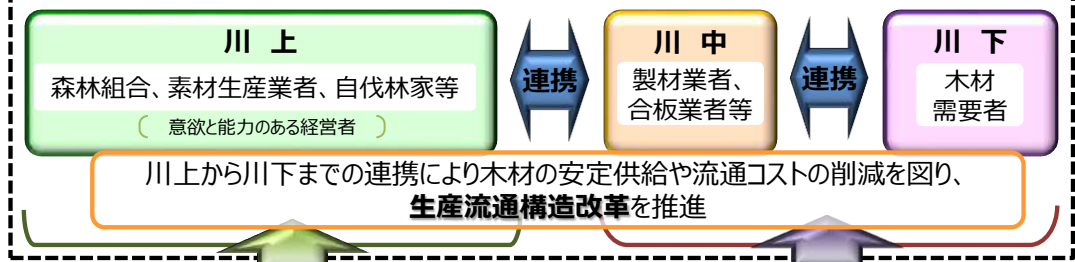 川 上
森林組合、素材生産業者、自伐林家等
（ 意欲と能力のある経営者 ）
連携
川 中
製材業者、
合板業者等
連携
川 下
木材
需要者
川上から川下までの連携により木材の安定供給や流通コストの削減を図り、
生産流通構造改革を推進